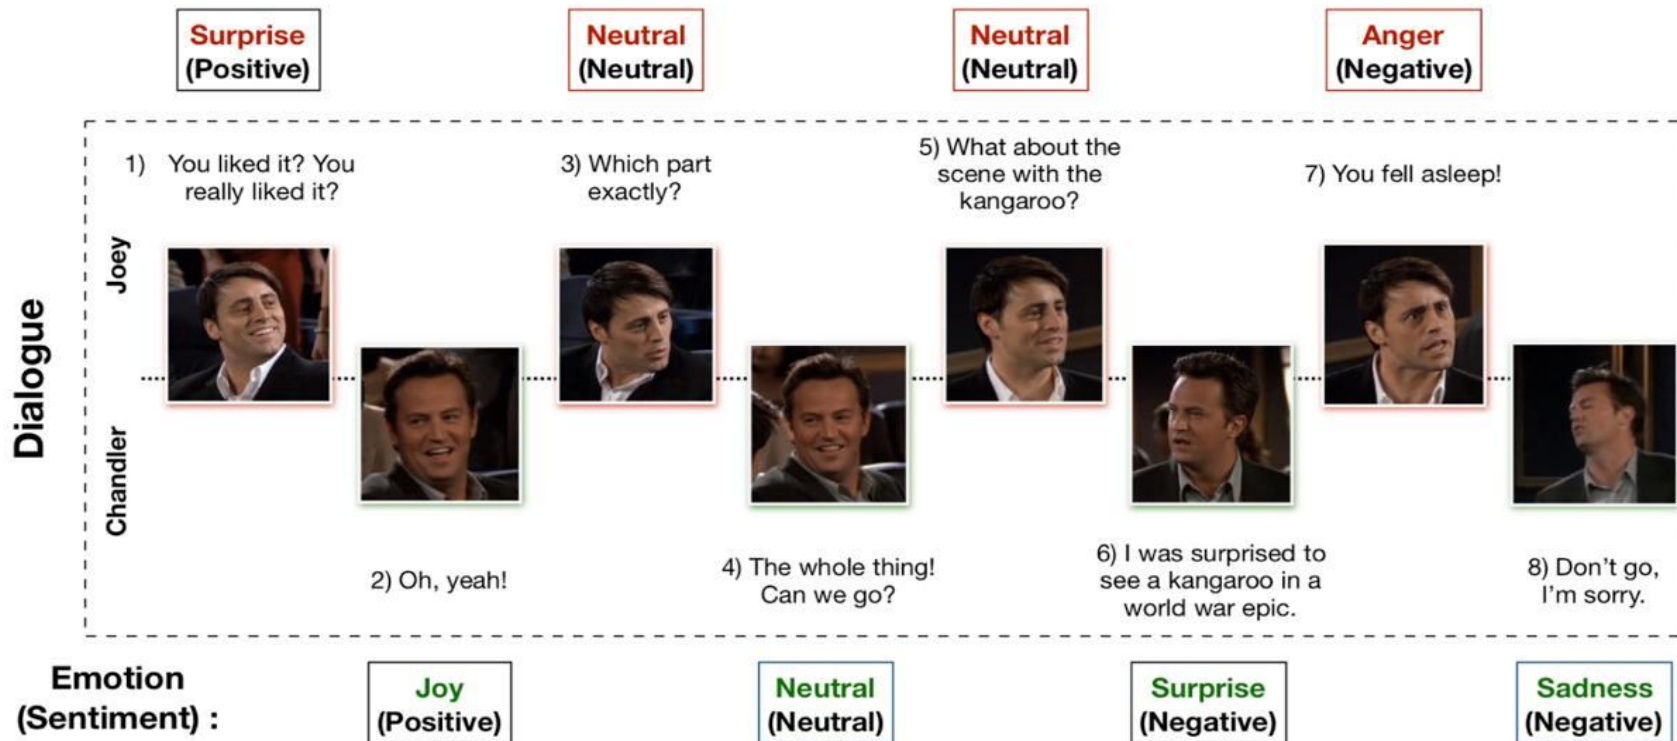 Surprise
(Positive)
Neutral
(Neutral)
Neutral
(Neutral)
Anger
(Negative)
1) You liked it? You
really liked it?
3) Which part
exactly?
5) What about the
scene with the
kangaroo?
7) You fell asleep!
Dialogue
Joey
Chandler
2) Oh, yeah!
4) The whole thing!
Can we go?
6) I was surprised to
see a kangaroo in a
world war epic.
8) Don't go,
I'm sorry.
Emotion
(Sentiment) :
Joy
(Positive)
Neutral
(Neutral)
Surprise
(Negative)
Sadness
(Negative)